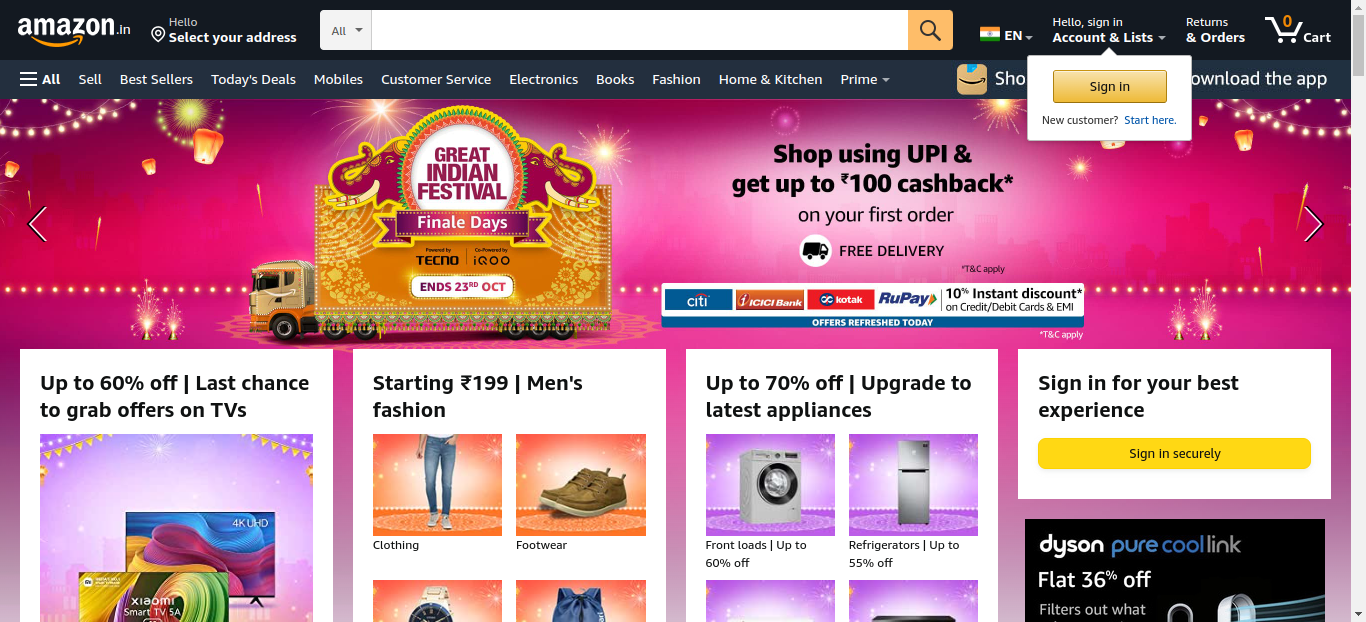 amazon.in
Hello
Select your address
All
EN
Hello, sign in
Account & Lists
Returns
& Orders
0
Cart
All
Sell
Best Sellers
Today's Deals
Mobiles
Customer Service
Electronics
Books
Fashion
Home & Kitchen
Prime
Sign in
New customer? Start here.
GREAT
INDIAN
FESTIVAL
Finale Days
Powered by
Co-Powered by
TECNO
iQOO
ENDS 23RD OCT
Shop using UPI &
get up to ₹100 cashback*
on your first order
FREE DELIVERY
*T&C apply
citi
ICICI Bank
kotak
RuPay
10% Instant discount*
on Credit/Debit Cards & EMI
OFFERS REFRESHED TODAY
*T&C apply
Up to 60% off | Last chance
to grab offers on TVs
4K UHD
xiaomi
Smart TV 5A
Starting ₹199 | Men's
fashion
Clothing
Footwear
Up to 70% off | Upgrade to
latest appliances
Front loads | Up to
60% off
Refrigerators | Up to
55% off
Sign in for your best
experience
Sign in securely
dyson pure cool link
Flat 36% off
Filters out what